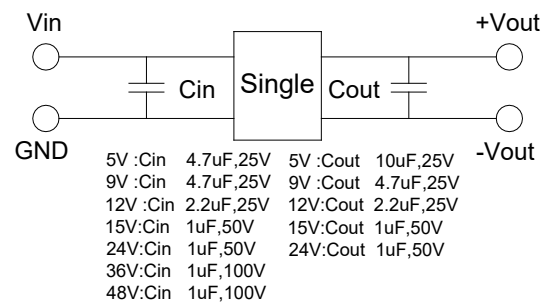 Vin +Vout
Cin Single Cout
GND -Vout
5V :Cin 4.7uF,25V 5V :Cout 10uF,25V
9V :Cin 4.7uF,25V 9V :Cout 4.7uF,25V
12V :Cin 2.2uF,25V 12V:Cout 2.2uF,25V
15V:Cin 1uF,50V 15V:Cout 1uF,50V
24V:Cin 1uF,50V 24V:Cout 1uF,50V
36V:Cin 1uF,100V
48V:Cin 1uF,100V